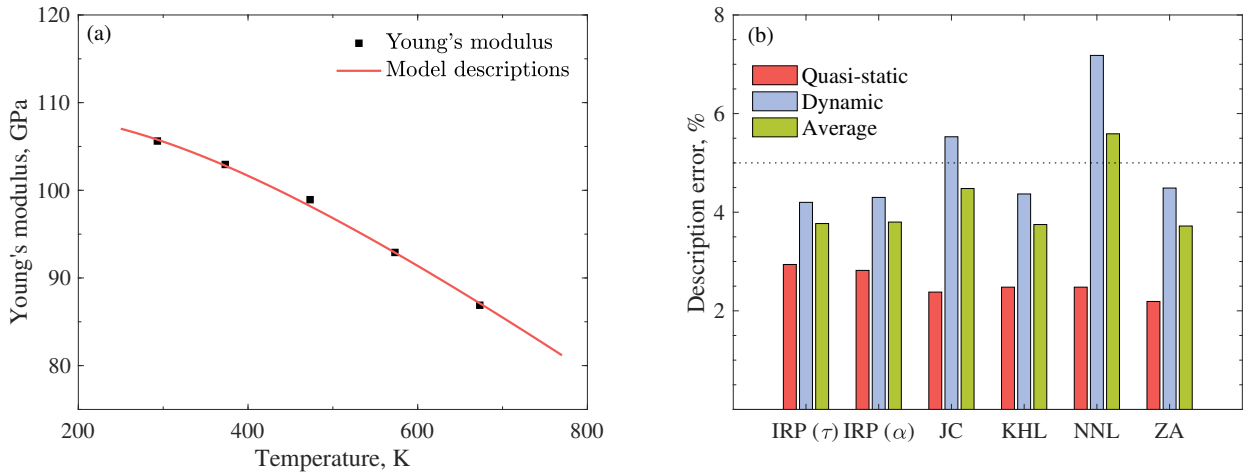 (a)
Young's modulus
Model descriptions
120
110
100
90
80
200
400
600
800
Young's modulus, GPa
Temperature, K
(b)
Quasi-static
Dynamic
Average
8
6
4
2
Description error, %
IRP (τ) IRP (α) JC KHL NNL ZA